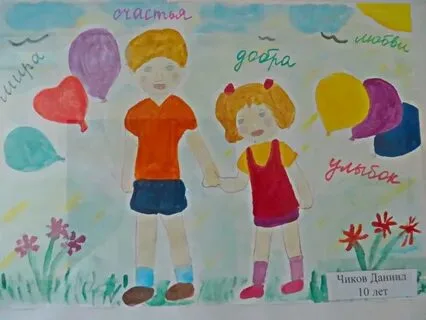 счастья
мира
добра
любви
улыбок
Чиков Даниил
10 лет